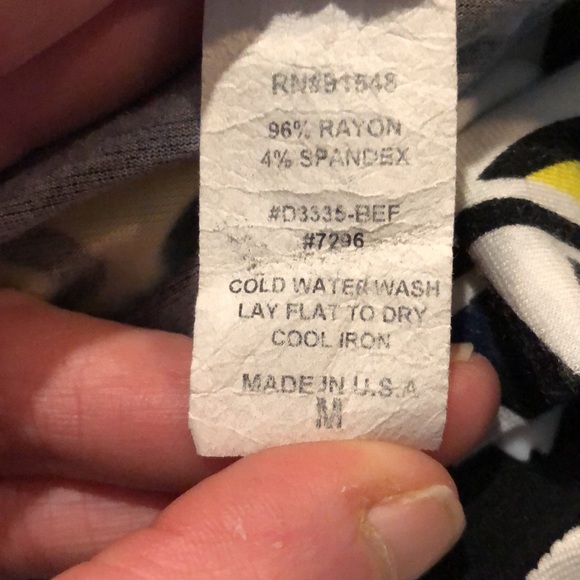 RN#91548
96% RAYON
4% SPANDEX
#D3335-BEF
#7296
COLD WATER WASH
LAY FLAT TO DRY
COOL IRON
MADE IN U.S.A
M